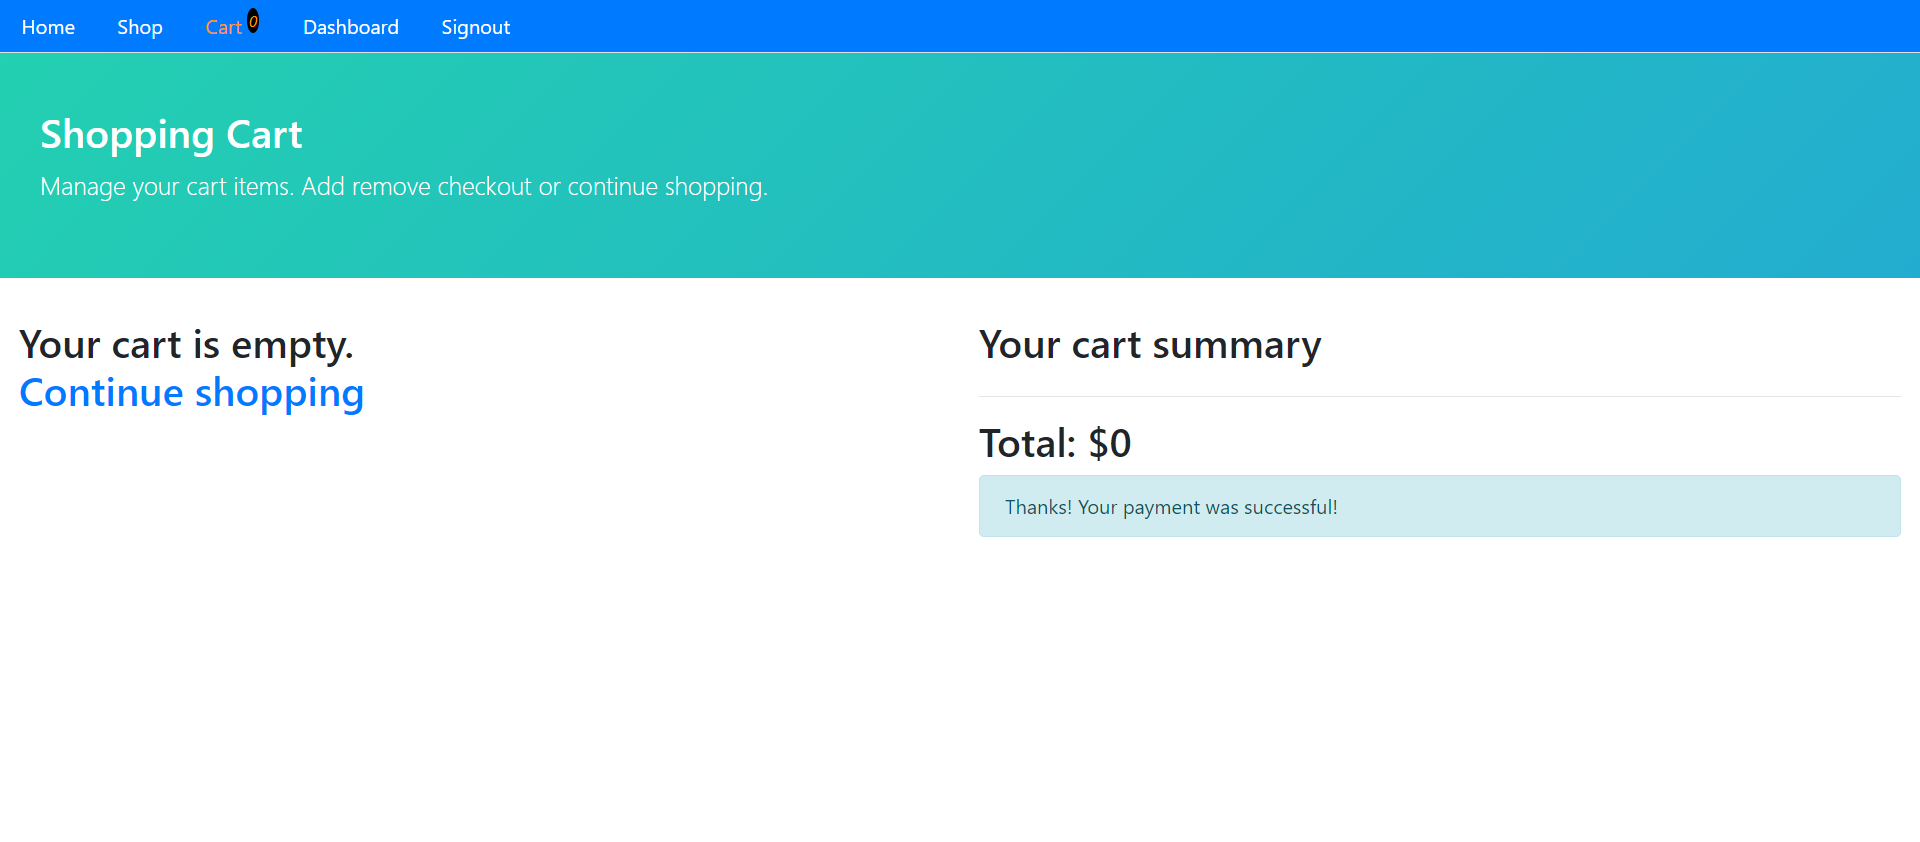 Home Shop Cart 0 Dashboard Signout
Shopping Cart
Manage your cart items. Add remove checkout or continue shopping.
Your cart is empty.
Continue shopping
Your cart summary
Total: $0
Thanks! Your payment was successful!